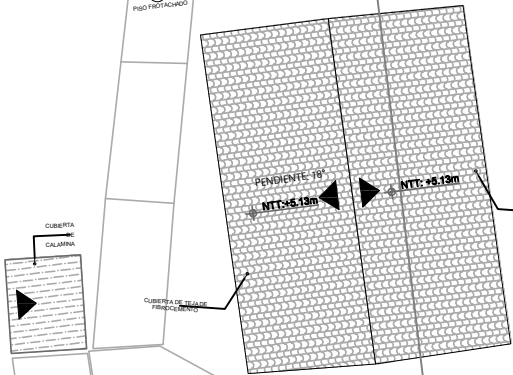 PISO FROTACHADO
PENDIENTE: 18°
NTT:+5.13m
NTT: +5.13m
CUBIERTA
DE
CALAMINA
CUBIERTA DE TEJA DE
FIBROCEMENTO